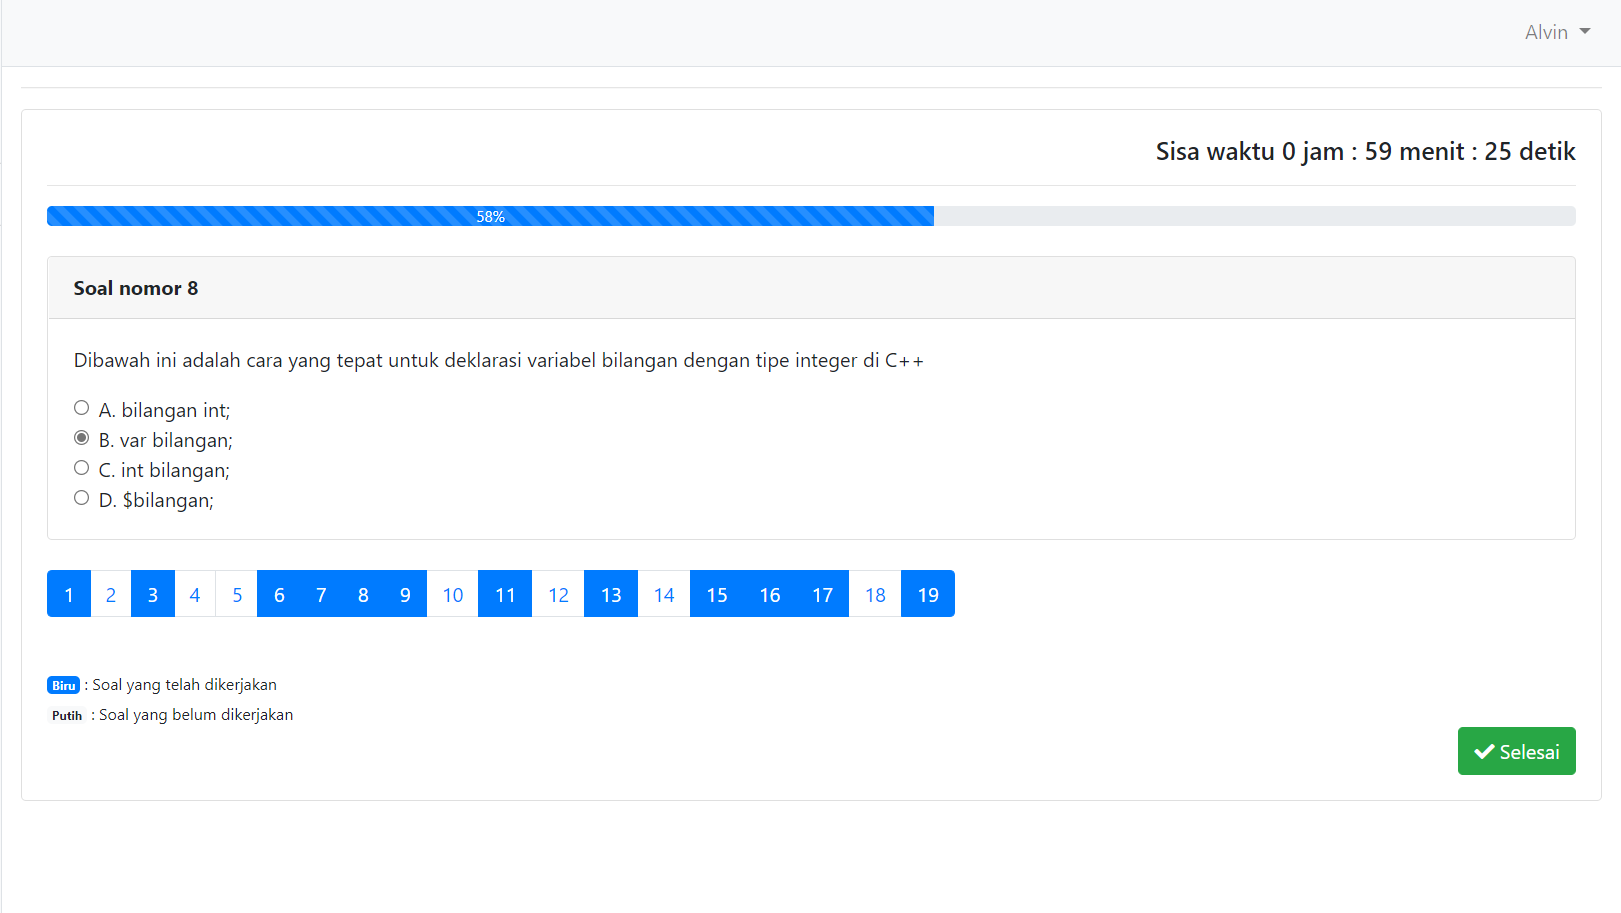 Alvin
Sisa waktu 0 jam : 59 menit : 25 detik
58%
Soal nomor 8
Dibawah ini adalah cara yang tepat untuk deklarasi variabel bilangan dengan tipe integer di C++
A. bilangan int;
B. var bilangan;
C. int bilangan;
D. $bilangan;
1 2 3 4 5 6 7 8 9 10 11 12 13 14 15 16 17 18 19
Biru : Soal yang telah dikerjakan
Putih : Soal yang belum dikerjakan
Selesai